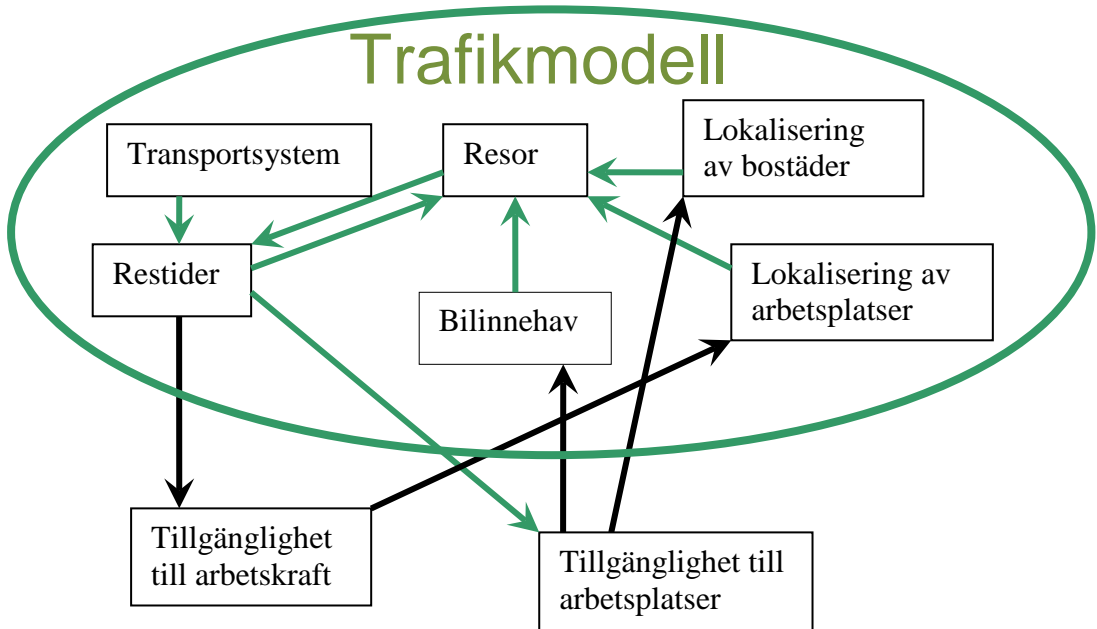 Trafikmodell
Transportsystem
Resor
Lokalisering
av bostäder
Restider
Bilinnehav
Lokalisering av
arbetsplatser
Tillgänglighet
till arbetskraft
Tillgänglighet till
arbetsplatser